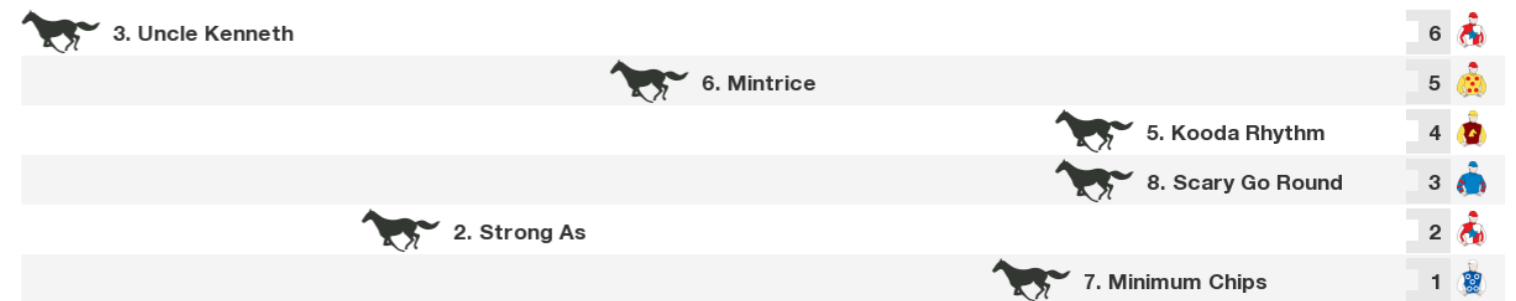 3. Uncle Kenneth 6
6. Mintrice 5
5. Kooda Rhythm 4
8. Scary Go Round 3
2. Strong As 2
7. Minimum Chips 1